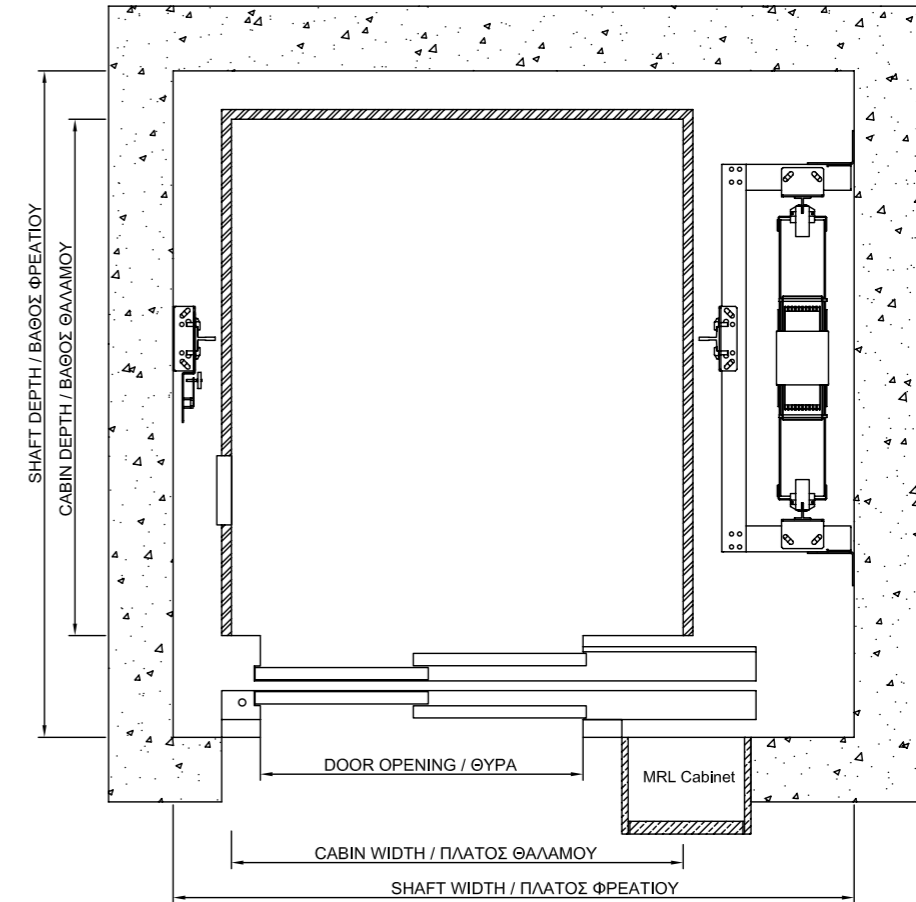 SHAFT DEPTH / ΒΑΘΟΣ ΦΡΕΑΤΙΟΥ
CABIN DEPTH / ΒΑΘΟΣ ΘΑΛΑΜΟΥ
DOOR OPENING / ΘΥΡΑ
MRL Cabinet
CABIN WIDTH / ΠΛΑΤΟΣ ΘΑΛΑΜΟΥ
SHAFT WIDTH / ΠΛΑΤΟΣ ΦΡΕΑΤΙΟΥ